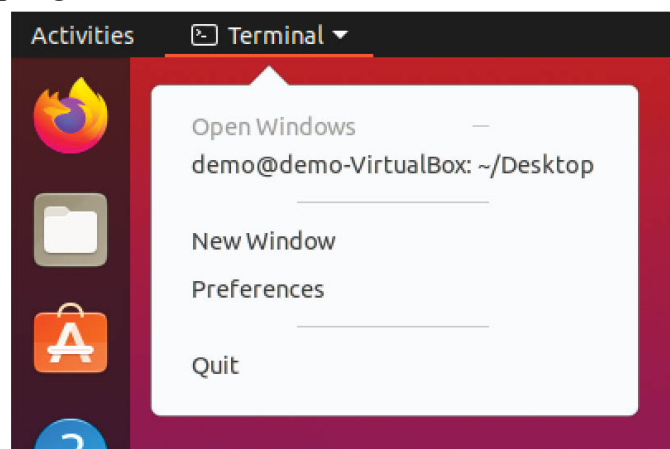 Activities Terminal
Open Windows
demo@demo-VirtualBox: ~/Desktop
New Window
Preferences
Quit